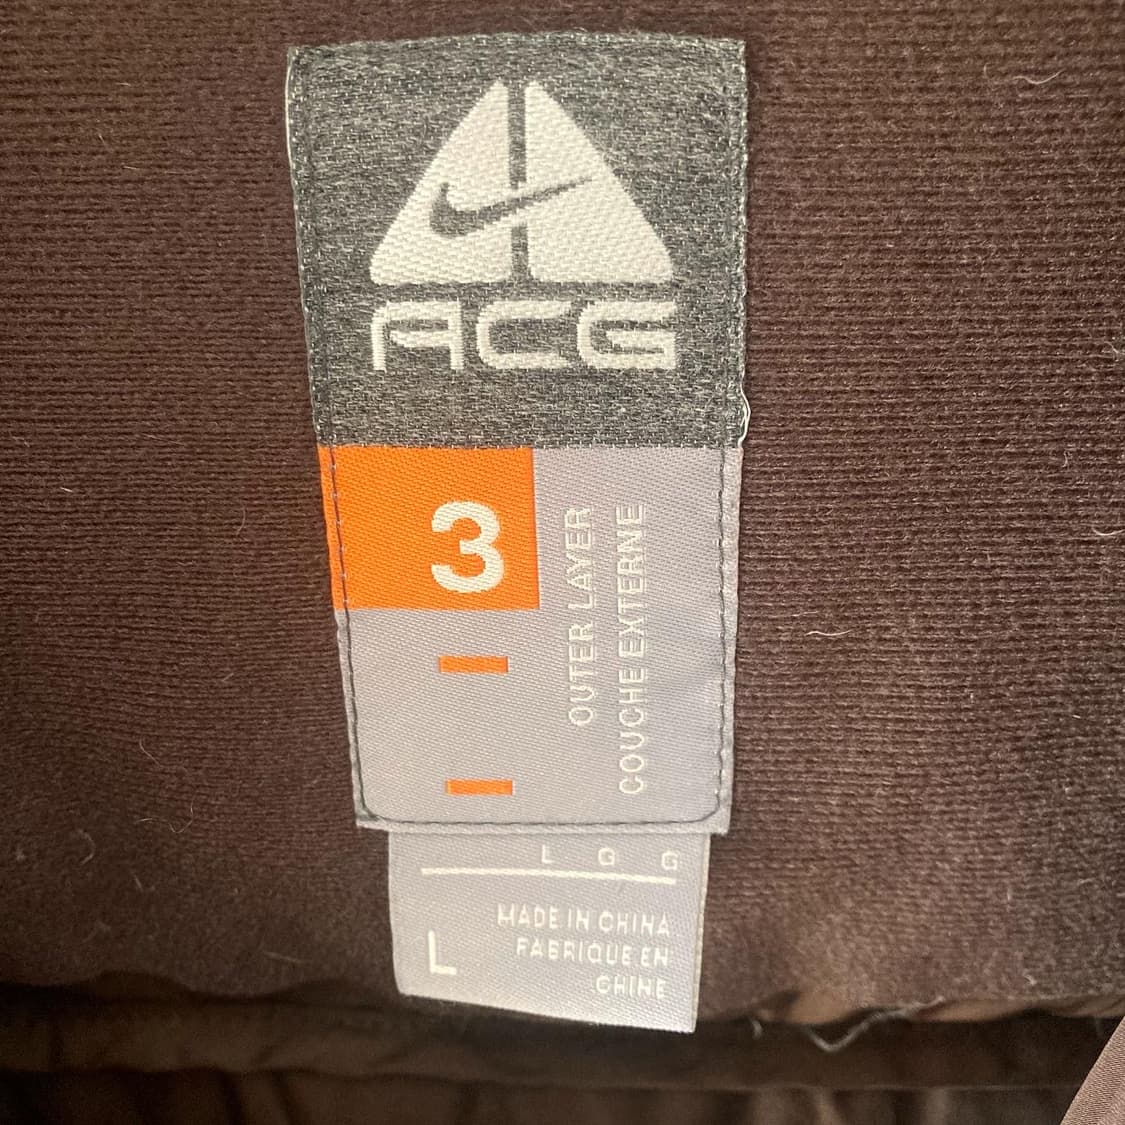 ACG
3
OUTER LAYER
COUCHE EXTERNE
L G G
L
MADE IN CHINA
FABRIQUE EN
CHINE